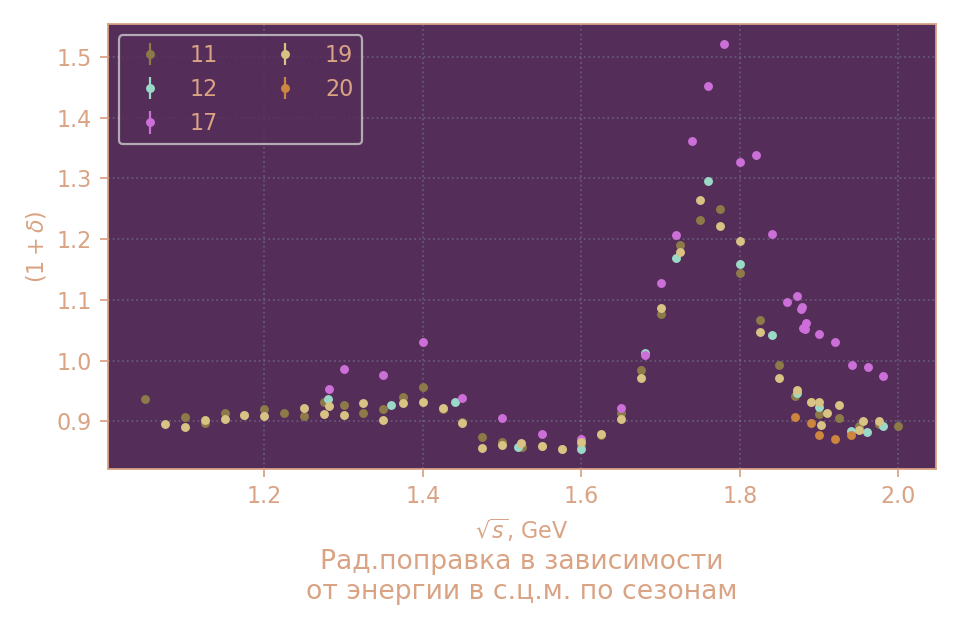 1.5
1.4
1.3
1.2
1.1
1.0
0.9
(1 + δ)
11
12
17
19
20
1.2 1.4 1.6 1.8 2.0
√s, GeV
Рад.поправка в зависимости
от энергии в с.ц.м. по сезонам